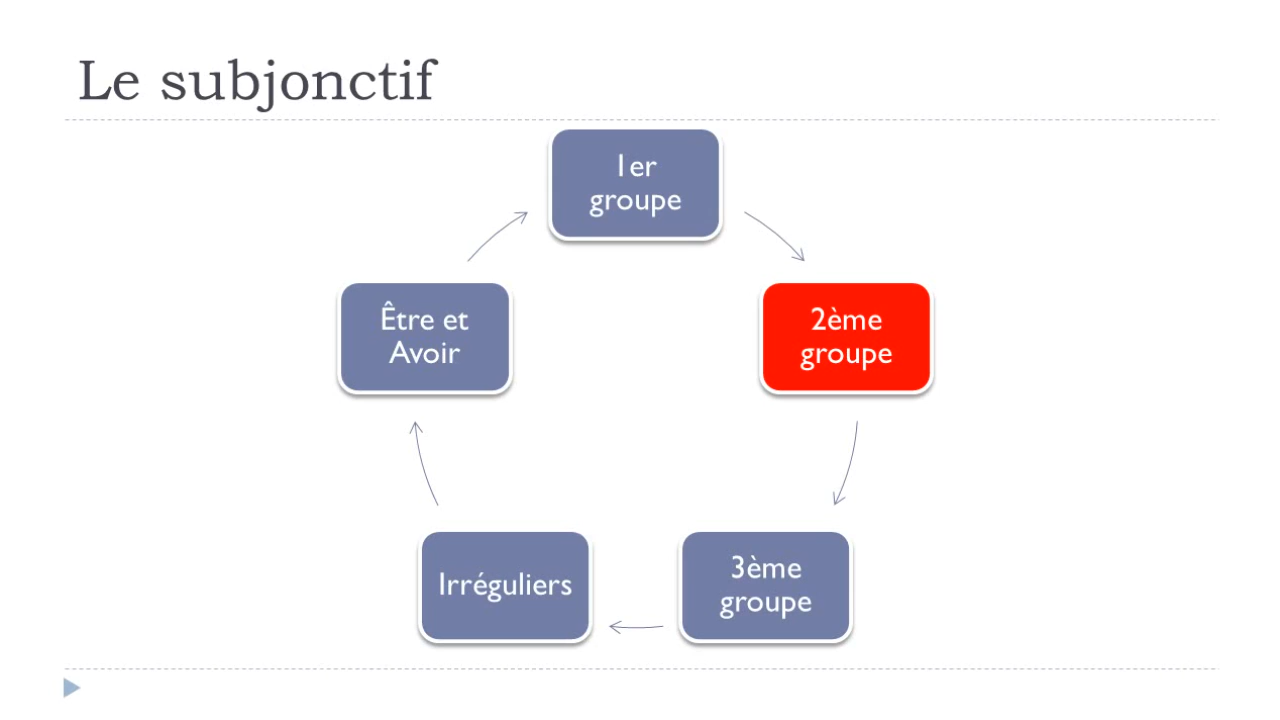 Le subjonctif
1er
groupe
2ème
groupe
3ème
groupe
Irréguliers
Être et
Avoir